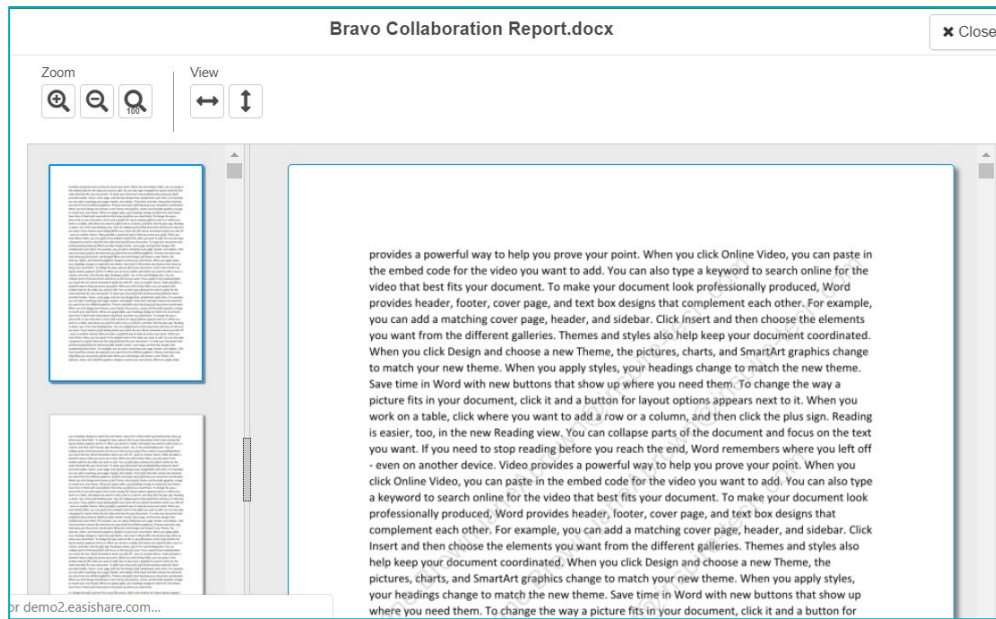 Bravo Collaboration Report.docx
Close
Zoom
View
100
provides a powerful way to help you prove your point. When you click Online Video, you can paste in
the embed code for the video you want to add. You can also type a keyword to search online for the
video that best fits your document. To make your document look professionally produced, Word
provides header, footer, cover page, and text box designs that complement each other. For example,
you can add a matching cover page, header, and sidebar. Click Insert and then choose the elements
you want from the different galleries. Themes and styles also help keep your document coordinated.
When you click Design and choose a new Theme, the pictures, charts, and SmartArt graphics change
to match your new theme. When you apply styles, your headings change to match the new theme.
Save time in Word with new buttons that show up where you need them. To change the way a
picture fits in your document, click it and a button for layout options appears next to it. When you
work on a table, click where you want to add a row or a column, and then click the plus sign. Reading
is easier, too, in the new Reading view. You can collapse parts of the document and focus on the text
you want. If you need to stop reading before you reach the end, Word remembers where you left off
- even on another device. Video provides a powerful way to help you prove your point. When you
click Online Video, you can paste in the embed code for the video you want to add. You can also type
a keyword to search online for the video that best fits your document. To make your document look
professionally produced, Word provides header, footer, cover page, and text box designs that
complement each other. For example, you can add a matching cover page, header, and sidebar. Click
Insert and then choose the elements you want from the different galleries. Themes and styles also
help keep your document coordinated. When you click Design and choose a new Theme, the
pictures, charts, and SmartArt graphics change to match your new theme. When you apply styles,
your headings change to match the new theme. Save time in Word with new buttons that show up
where you need them. To change the way a picture fits in your document, click it and a button for
or demo2.easishare.com...